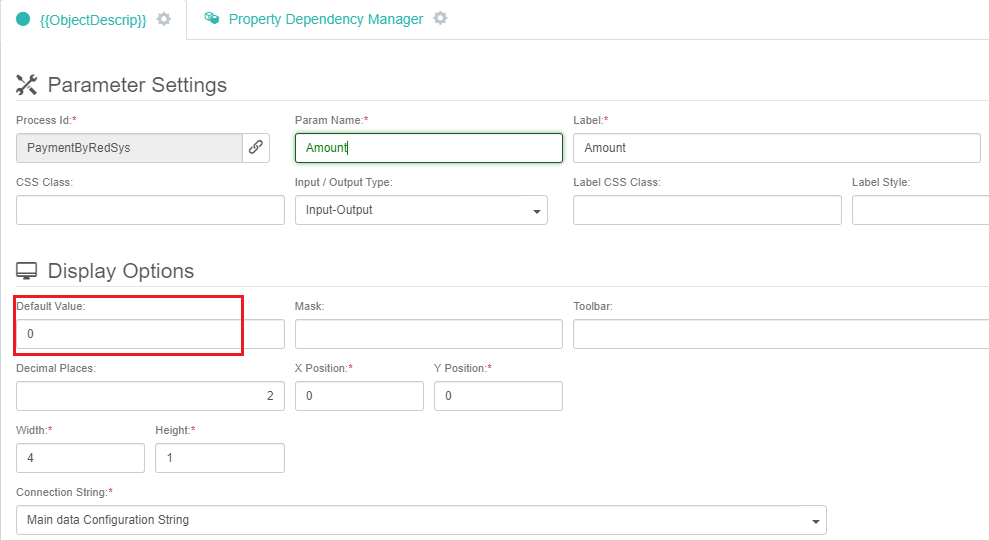 {{ObjectDescrip}} Property Dependency Manager
Parameter Settings
Process Id:* Param Name:* Label:*
PaymentByRedSys Amount Amount
CSS Class: Input / Output Type: Label CSS Class: Label Style:
Input-Output
Display Options
Default Value: Mask: Toolbar:
0
Decimal Places: X Position:* Y Position:*
2 0 0
Width:* Height:*
4 1
Connection String:*
Main data Configuration String